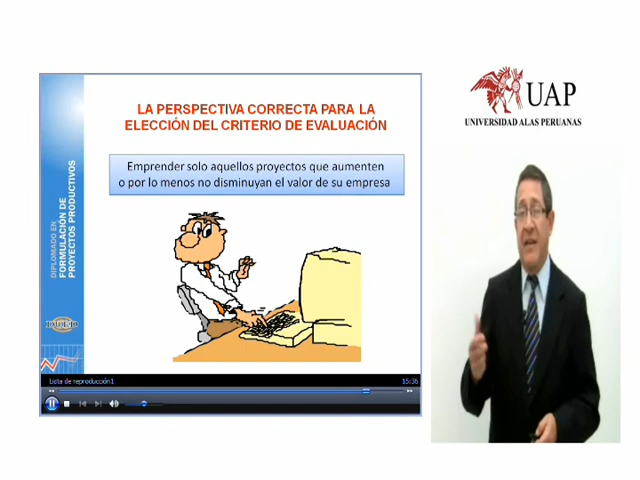 LA PERSPECTIVA CORRECTA PARA LA
ELECCIÓN DEL CRITERIO DE EVALUACIÓN
Emprender solo aquellos proyectos que aumenten
o por lo menos no disminuyan el valor de su empresa
DIPLOMADO EN
FORMULACIÓN DE
PROYECTOS PRODUCTIVOS
Lista de reproducción1
15:36
UAP
UNIVERSIDAD ALAS PERUANAS